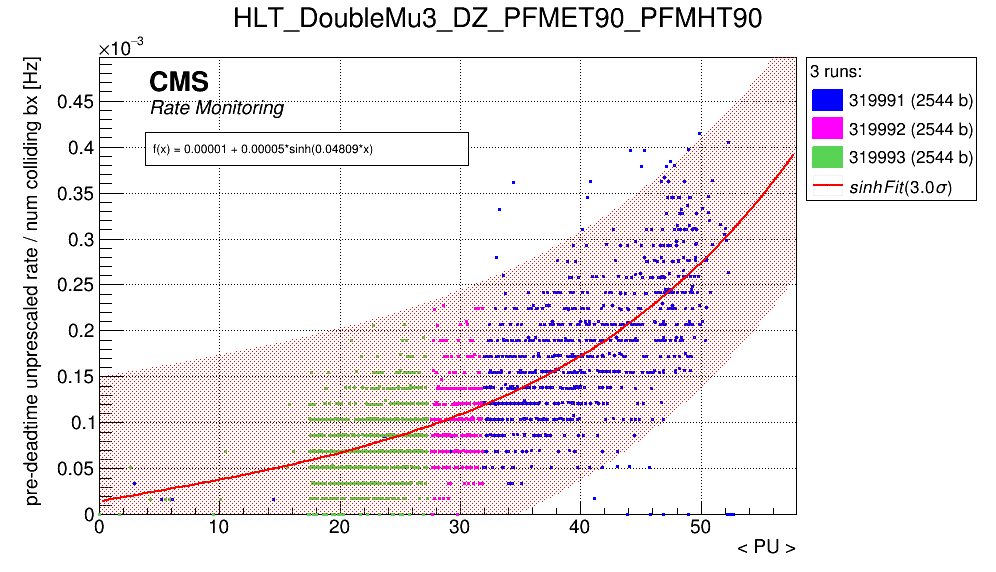 HLT_DoubleMu3_DZ_PFMET90_PFMHT90
×10⁻³
pre-deadtime unprescaled rate / num colliding bx [Hz]
CMS
Rate Monitoring
f(x) = 0.00001 + 0.00005*sinh(0.04809*x)
3 runs:
319991 (2544 b)
319992 (2544 b)
319993 (2544 b)
sinhFit(3.0σ)
0.45
0.4
0.35
0.3
0.25
0.2
0.15
0.1
0.05
0
0 10 20 30 40 50
< PU >